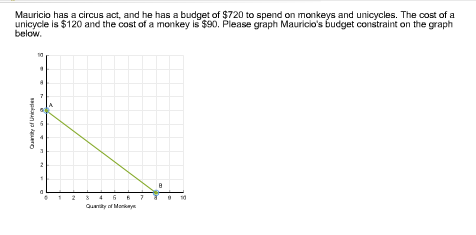 Mauricio has a circus act, and he has a budget of $720 to spend on monkeys and unicycles. The cost of a
unicycle is $120 and the cost of a monkey is $90. Please graph Mauricio's budget constraint on the graph
below.
10
9
8
7
6
5
4
3
2
1
0
Quantity of Unicycles
A
B
0 1 2 3 4 5 6 7 8 9 10
Quantity of Monkeys